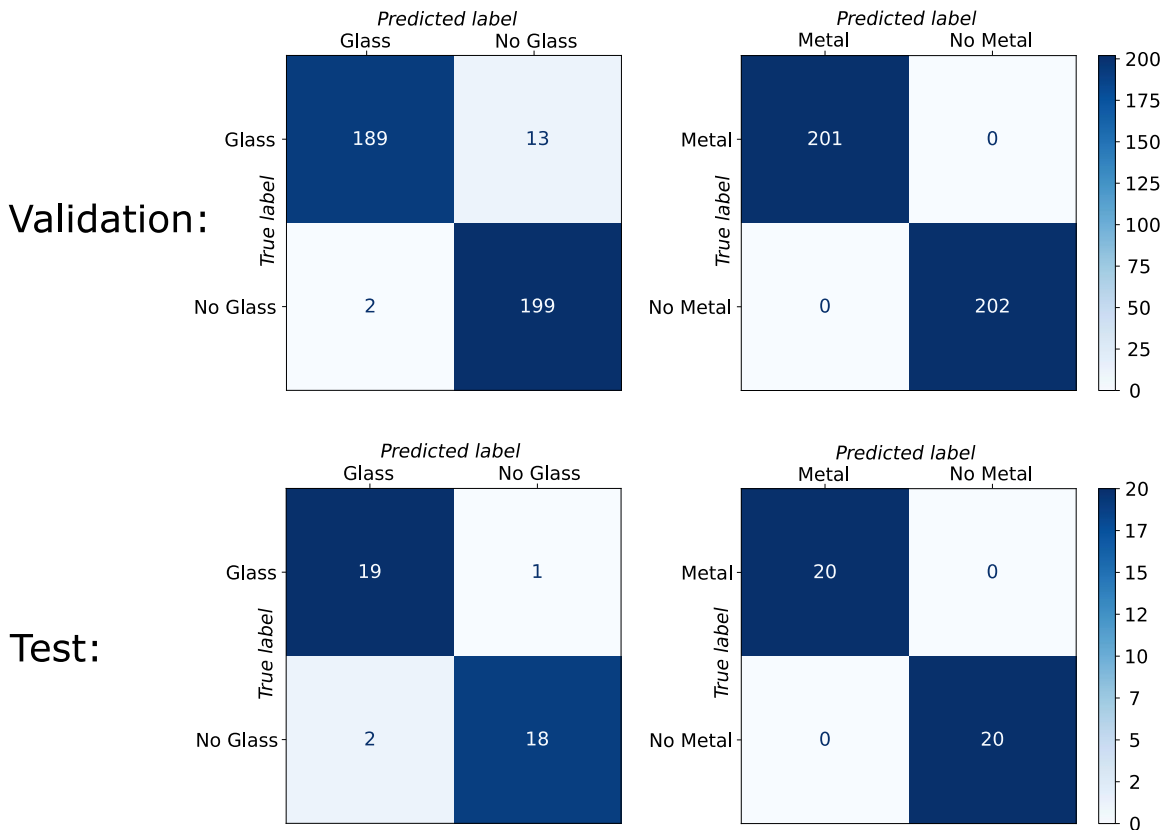 Validation:
Predicted label
Glass No Glass
Glass 189 13
True label
No Glass 2 199
Predicted label
Metal No Metal
Metal 201 0
True label
No Metal 0 202
200
175
150
125
100
75
50
25
0
Test:
Predicted label
Glass No Glass
Glass 19 1
True label
No Glass 2 18
Predicted label
Metal No Metal
Metal 20 0
True label
No Metal 0 20
20
17
15
12
10
7
5
2
0